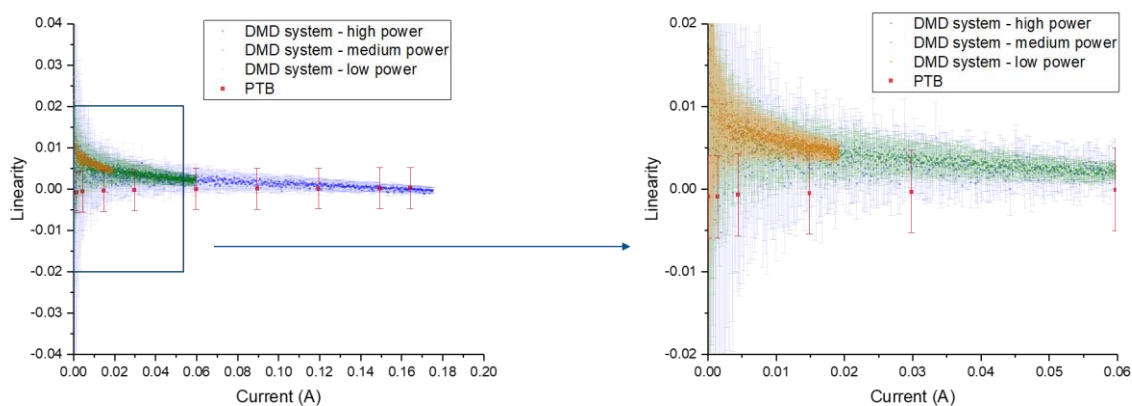 0.04
0.03
0.02
0.01
0.00
-0.01
-0.02
-0.03
-0.04
Linearity
DMD system - high power
DMD system - medium power
DMD system - low power
PTB
0.00 0.02 0.04 0.06 0.08 0.10 0.12 0.14 0.16 0.18 0.20
Current (A)
0.02
0.01
0.00
-0.01
-0.02
Linearity
DMD system - high power
DMD system - medium power
DMD system - low power
PTB
0.00 0.01 0.02 0.03 0.04 0.05 0.06
Current (A)